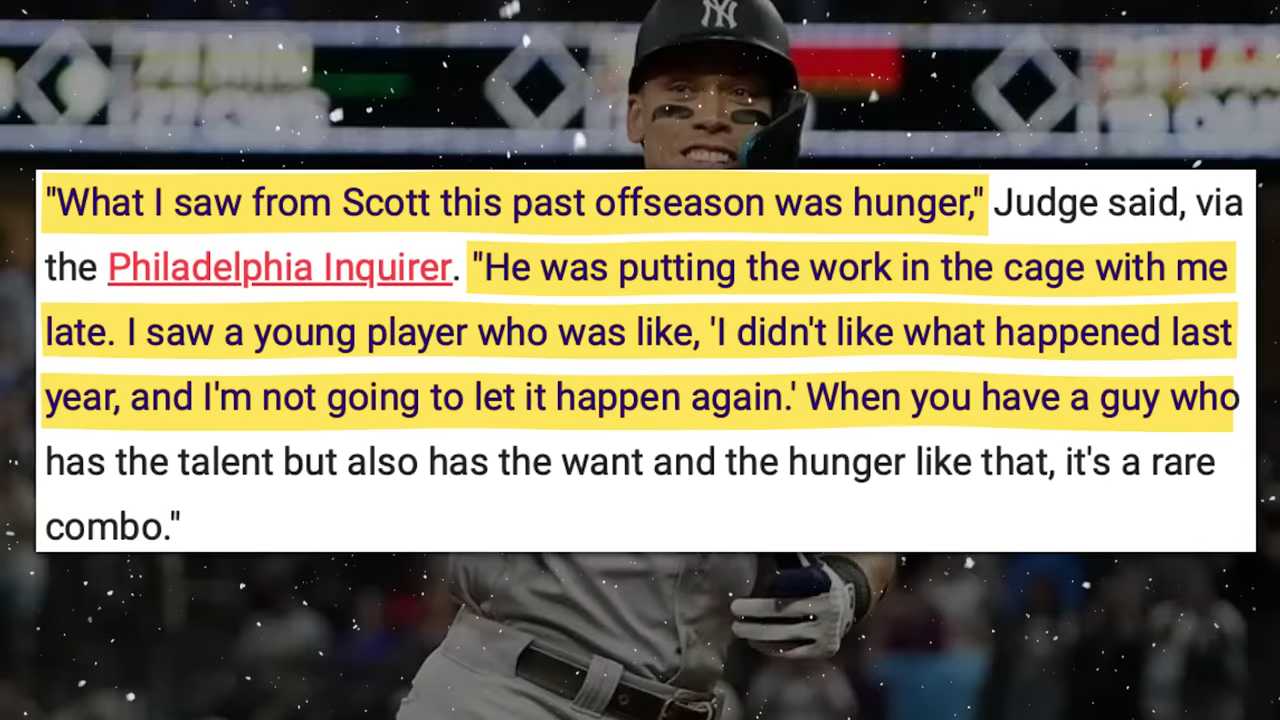 NY
"What I saw from Scott this past offseason was hunger," Judge said, via
the Philadelphia Inquirer. "He was putting the work in the cage with me
late. I saw a young player who was like, 'I didn't like what happened last
year, and I'm not going to let it happen again.' When you have a guy who
has the talent but also has the want and the hunger like that, it's a rare
combo."